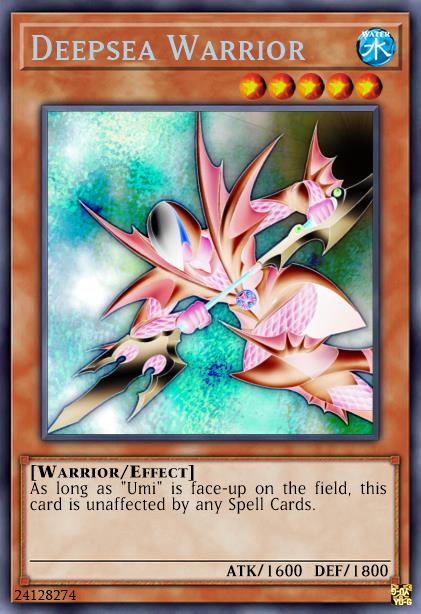 Deepsea Warrior
WATER
水
[Warrior/Effect]
As long as "Umi" is face-up on the field, this
card is unaffected by any Spell Cards.
ATK/1600 DEF/1800
24128274